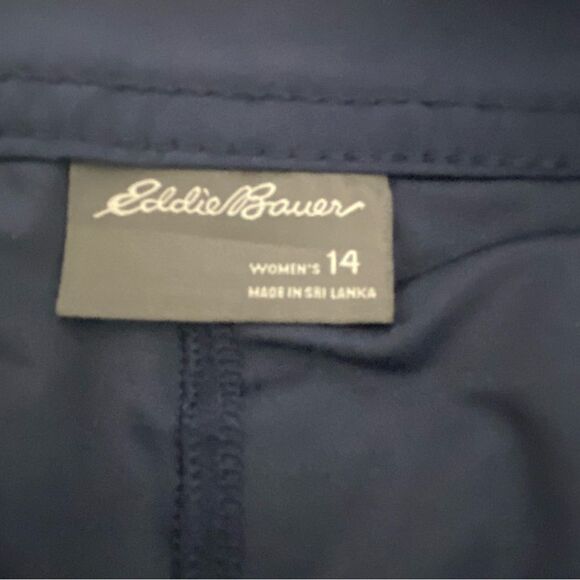 Eddie Bauer
WOMEN'S 14
MADE IN SRI LANKA